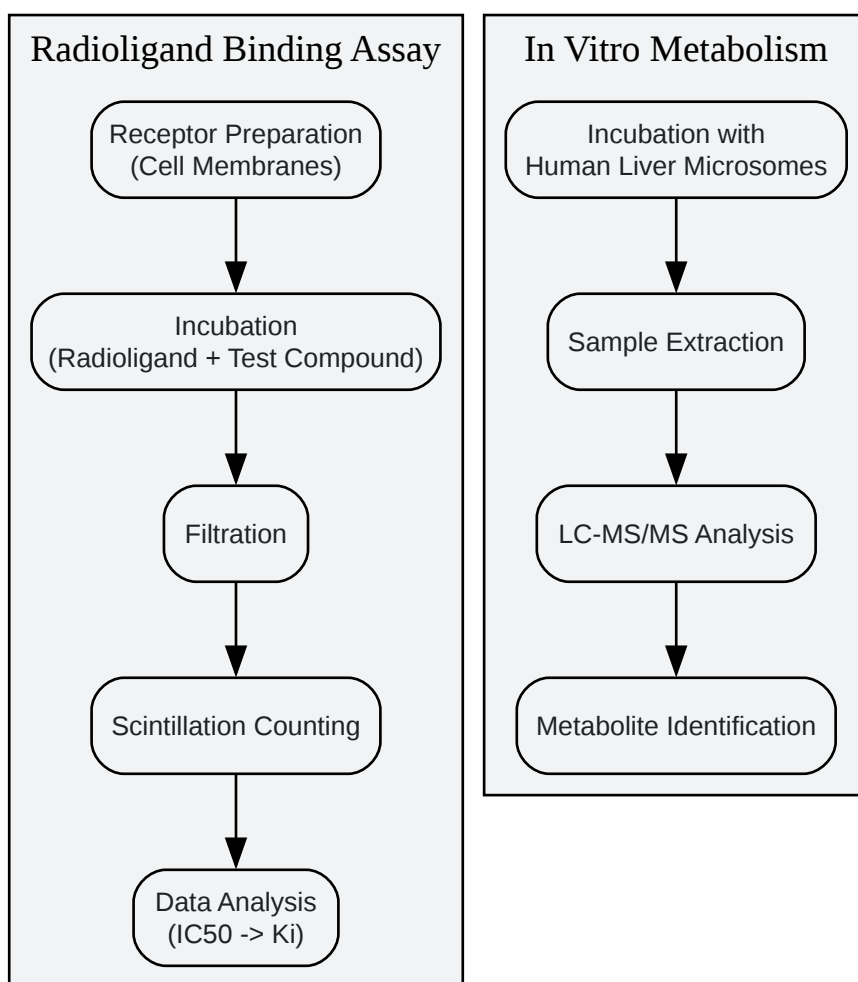 Radioligand Binding Assay
Receptor Preparation
(Cell Membranes)
Incubation
(Radioligand + Test Compound)
Filtration
Scintillation Counting
Data Analysis
(IC50 -> Ki)
In Vitro Metabolism
Incubation with
Human Liver Microsomes
Sample Extraction
LC-MS/MS Analysis
Metabolite Identification